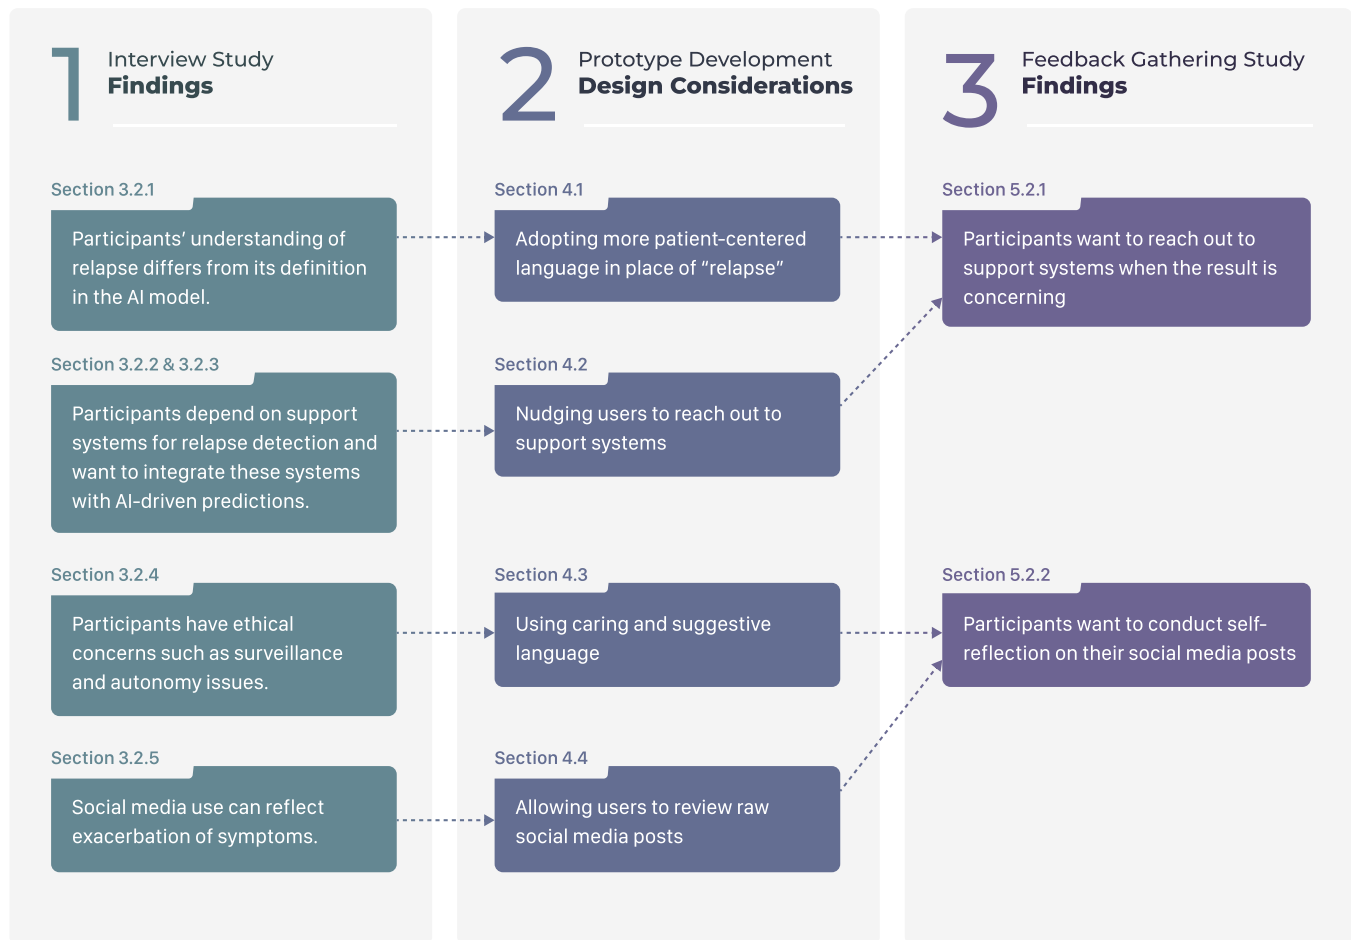 1
Interview Study
Findings
Section 3.2.1
Participants’ understanding of
relapse differs from its definition
in the AI model.
Section 3.2.2 & 3.2.3
Participants depend on support
systems for relapse detection and
want to integrate these systems
with AI-driven predictions.
Section 3.2.4
Participants have ethical
concerns such as surveillance
and autonomy issues.
Section 3.2.5
Social media use can reflect
exacerbation of symptoms.
2
Prototype Development
Design Considerations
Section 4.1
Adopting more patient-centered
language in place of “relapse”
Section 4.2
Nudging users to reach out to
support systems
Section 4.3
Using caring and suggestive
language
Section 4.4
Allowing users to review raw
social media posts
3
Feedback Gathering Study
Findings
Section 5.2.1
Participants want to reach out to
support systems when the result is
concerning
Section 5.2.2
Participants want to conduct self-
reflection on their social media posts